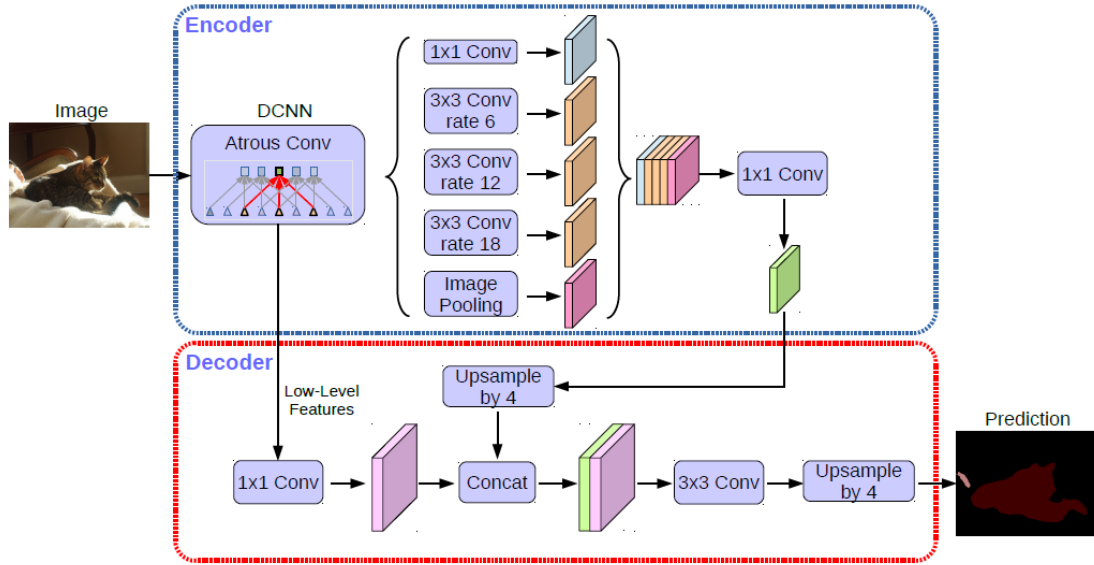 Encoder
Image
DCNN
Atrous Conv
1x1 Conv
3x3 Conv
rate 6
3x3 Conv
rate 12
3x3 Conv
rate 18
Image
Pooling
1x1 Conv
Decoder
Low-Level
Features
Upsample
by 4
1x1 Conv
Concat
3x3 Conv
Upsample
by 4
Prediction